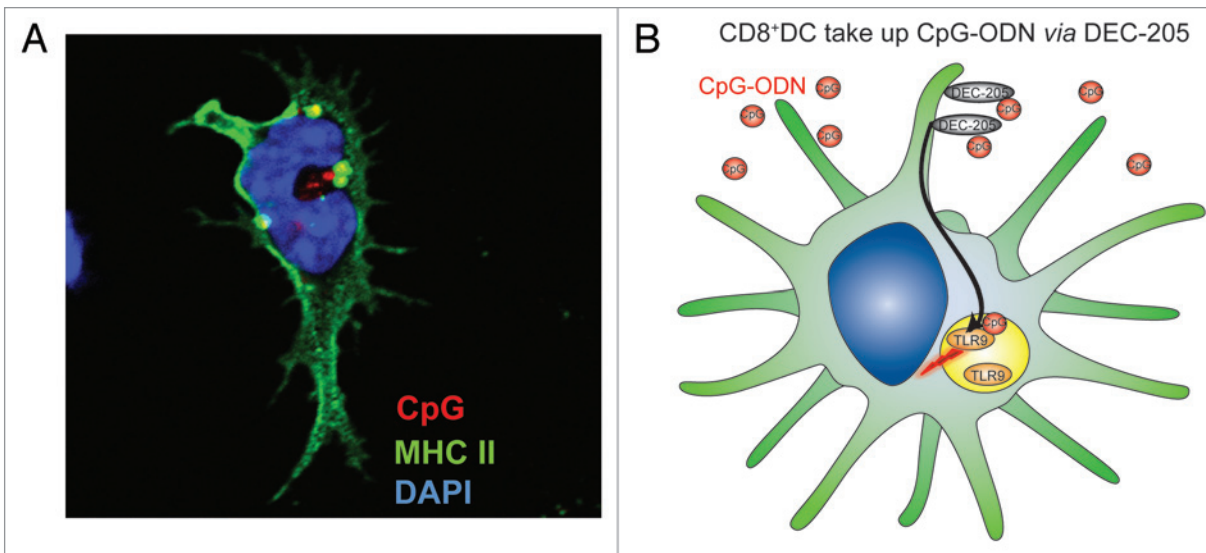 A
CpG
MHC II
DAPI
B
CD8⁺DC take up CpG-ODN via DEC-205
CpG-ODN
CpG
CpG
CpG
CpG
CpG
CpG
DEC-205
CpG
DEC-205
CpG
CpG
TLR9
TLR9